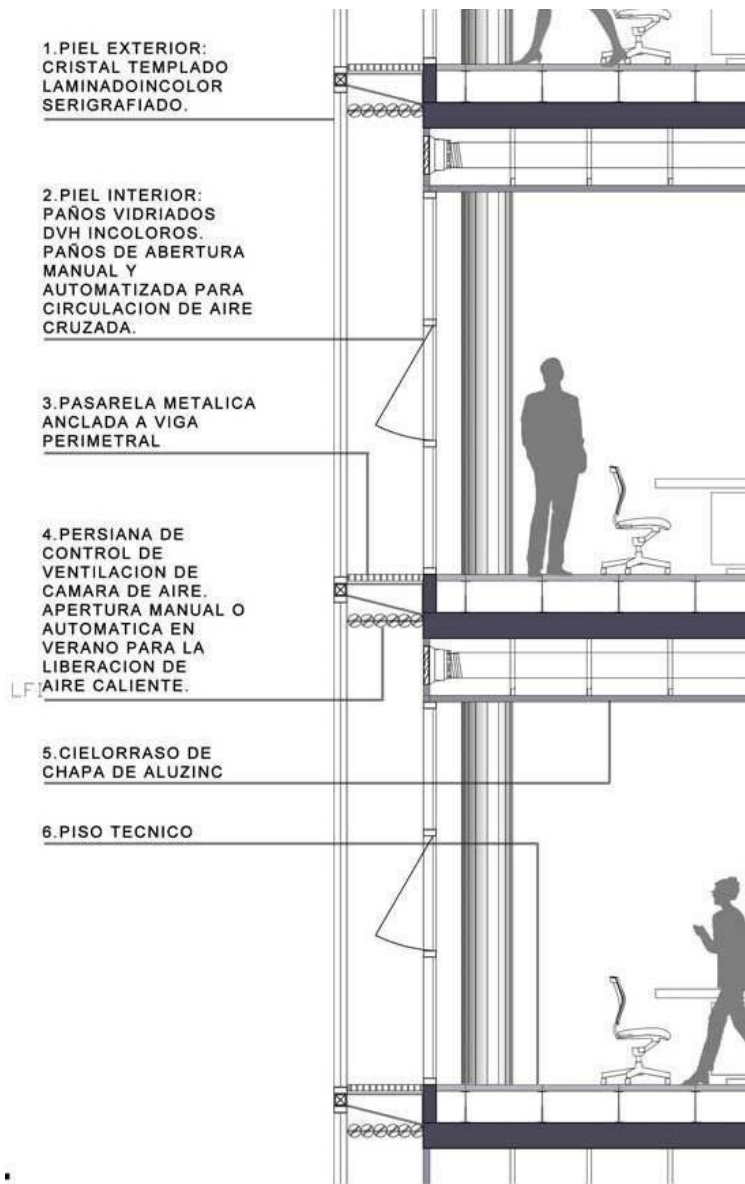 1.PIEL EXTERIOR:
CRISTAL TEMPLADO
LAMINADOINCOLOR
SERIGRAFIADO.
2.PIEL INTERIOR:
PAÑOS VIDRIADOS
DVH INCOLOROS.
PAÑOS DE ABERTURA
MANUAL Y
AUTOMATIZADA PARA
CIRCULACION DE AIRE
CRUZADA.
3.PASARELA METALICA
ANCLADA A VIGA
PERIMETRAL
4.PERSIANA DE
CONTROL DE
VENTILACION DE
CAMARA DE AIRE.
APERTURA MANUAL O
AUTOMATICA EN
VERANO PARA LA
LIBERACION DE
AIRE CALIENTE.
5.CIELORRASO DE
CHAPA DE ALUZINC
6.PISO TECNICO